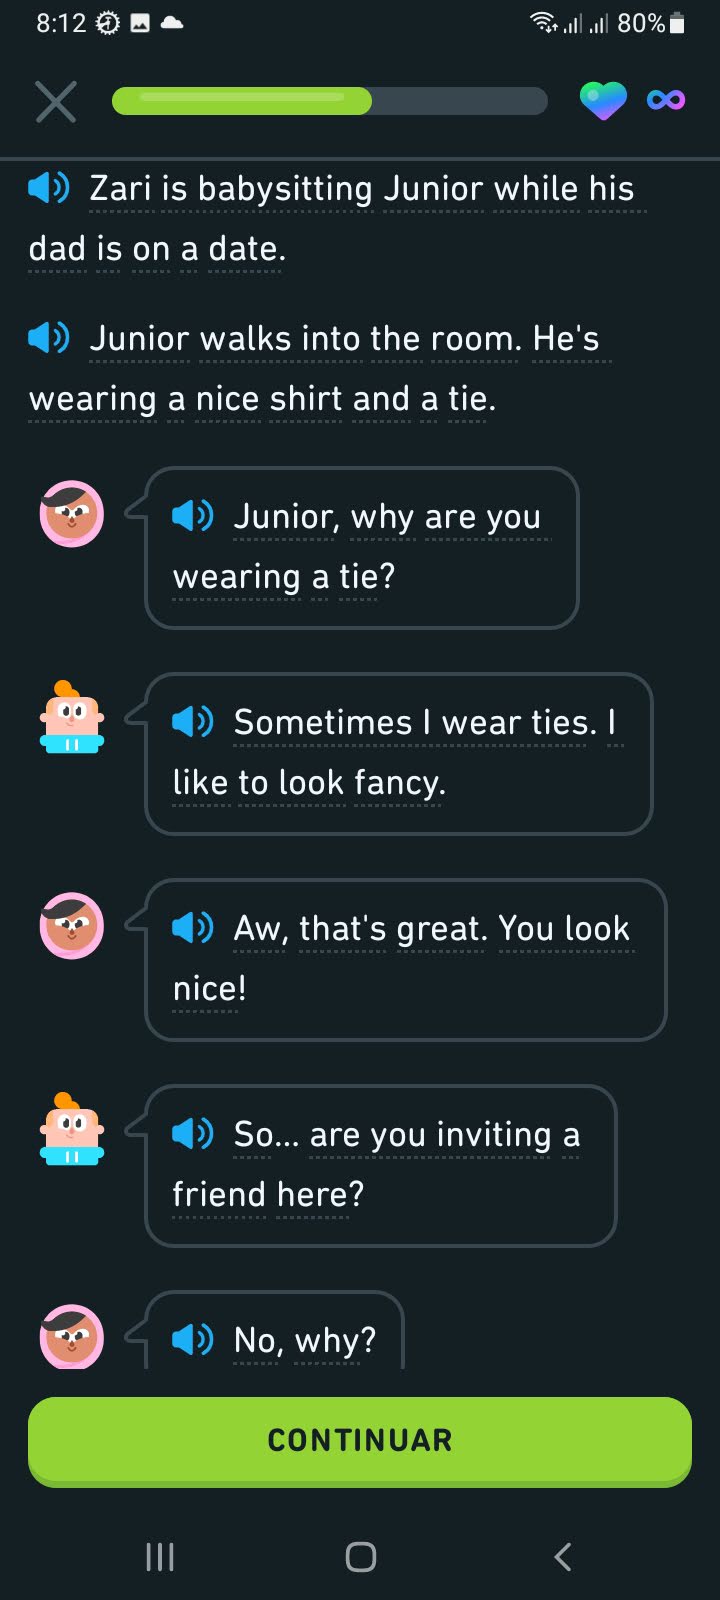 8:12 80%
Zari is babysitting Junior while his
dad is on a date.
Junior walks into the room. He's
wearing a nice shirt and a tie.
Junior, why are you
wearing a tie?
Sometimes I wear ties. I
like to look fancy.
Aw, that's great. You look
nice!
So... are you inviting a
friend here?
No, why?
CONTINUAR